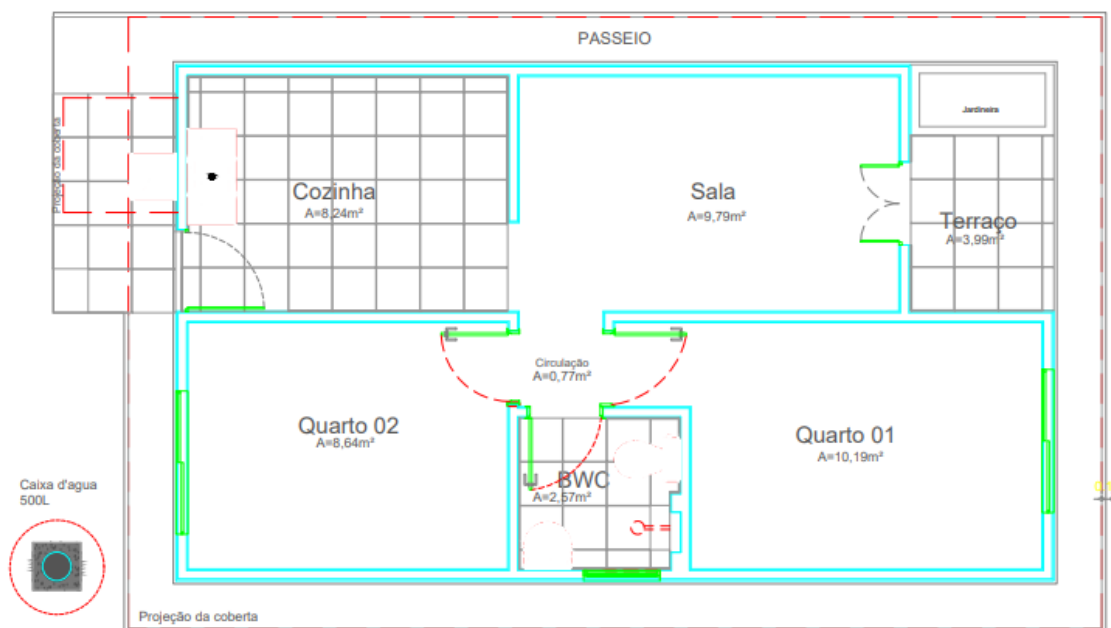 PASSEIO
Jardineira
Projeção da coberta
Cozinha
A=8,24m²
Sala
A=9,79m²
Terraço
A=3,99m²
Circulação
A=0,77m²
Quarto 02
A=8,64m²
Quarto 01
A=10,19m²
BWC
A=2,57m²
Caixa d'agua
500L
Projeção da coberta